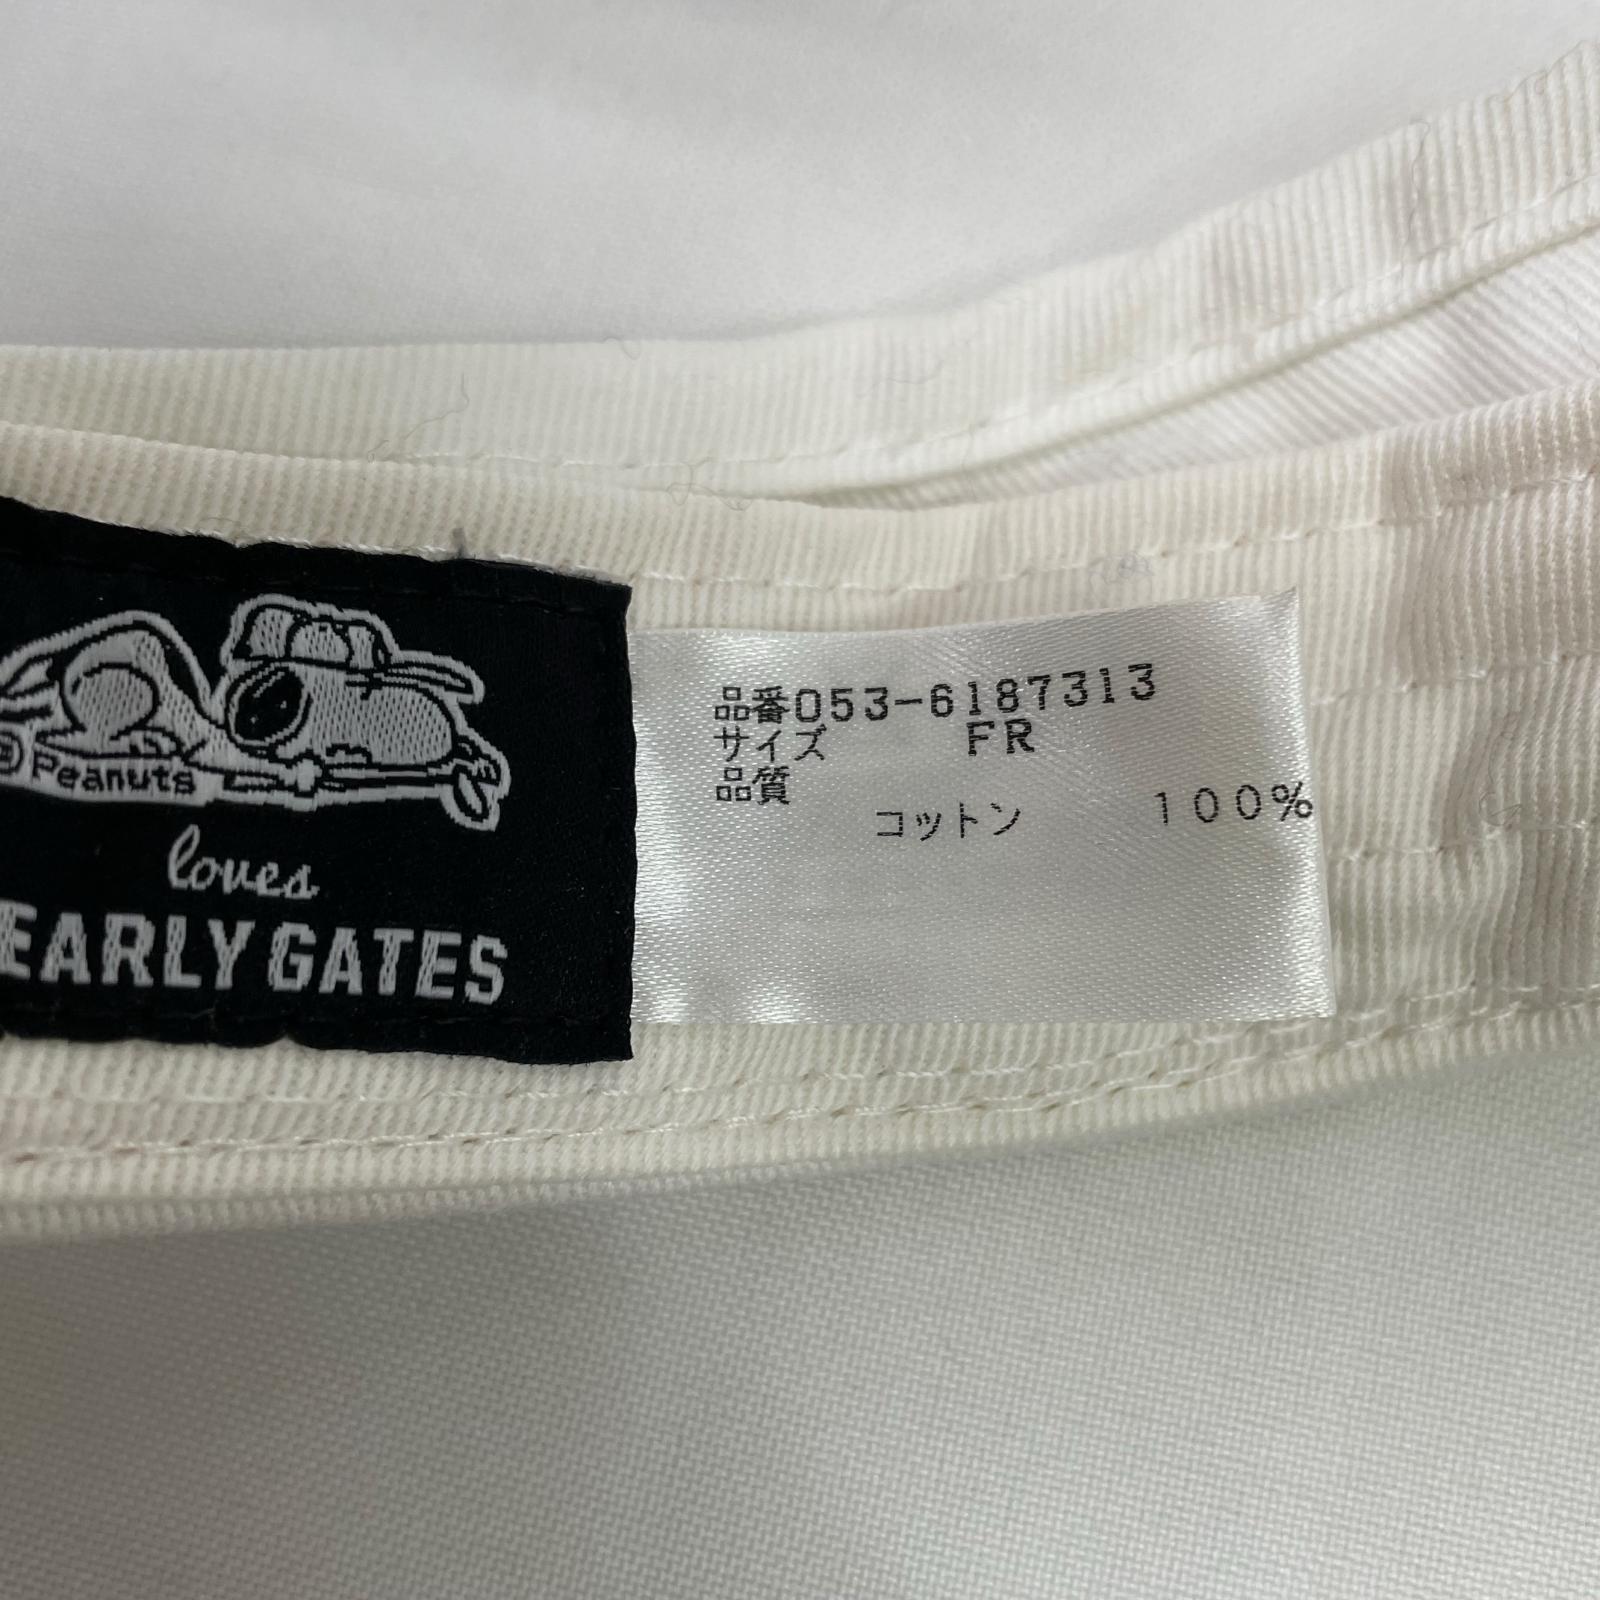 Peanuts
loves
EARLY GATES
品番053-6187313
サイズ FR
品質
コットン 100%